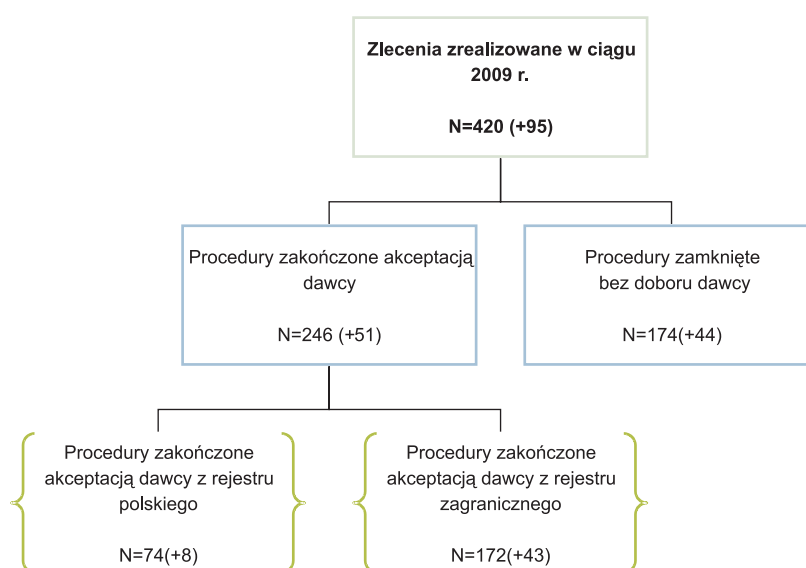 Zlecenia zrealizowane w ciągu
2009 r.
N=420 (+95)
Procedury zakończone akceptacją
dawcy
N=246 (+51)
Procedury zamknięte
bez doboru dawcy
N=174(+44)
Procedury zakończone
akceptacją dawcy z rejestru
polskiego
N=74(+8)
Procedury zakończone
akceptacją dawcy z rejestru
zagranicznego
N=172(+43)